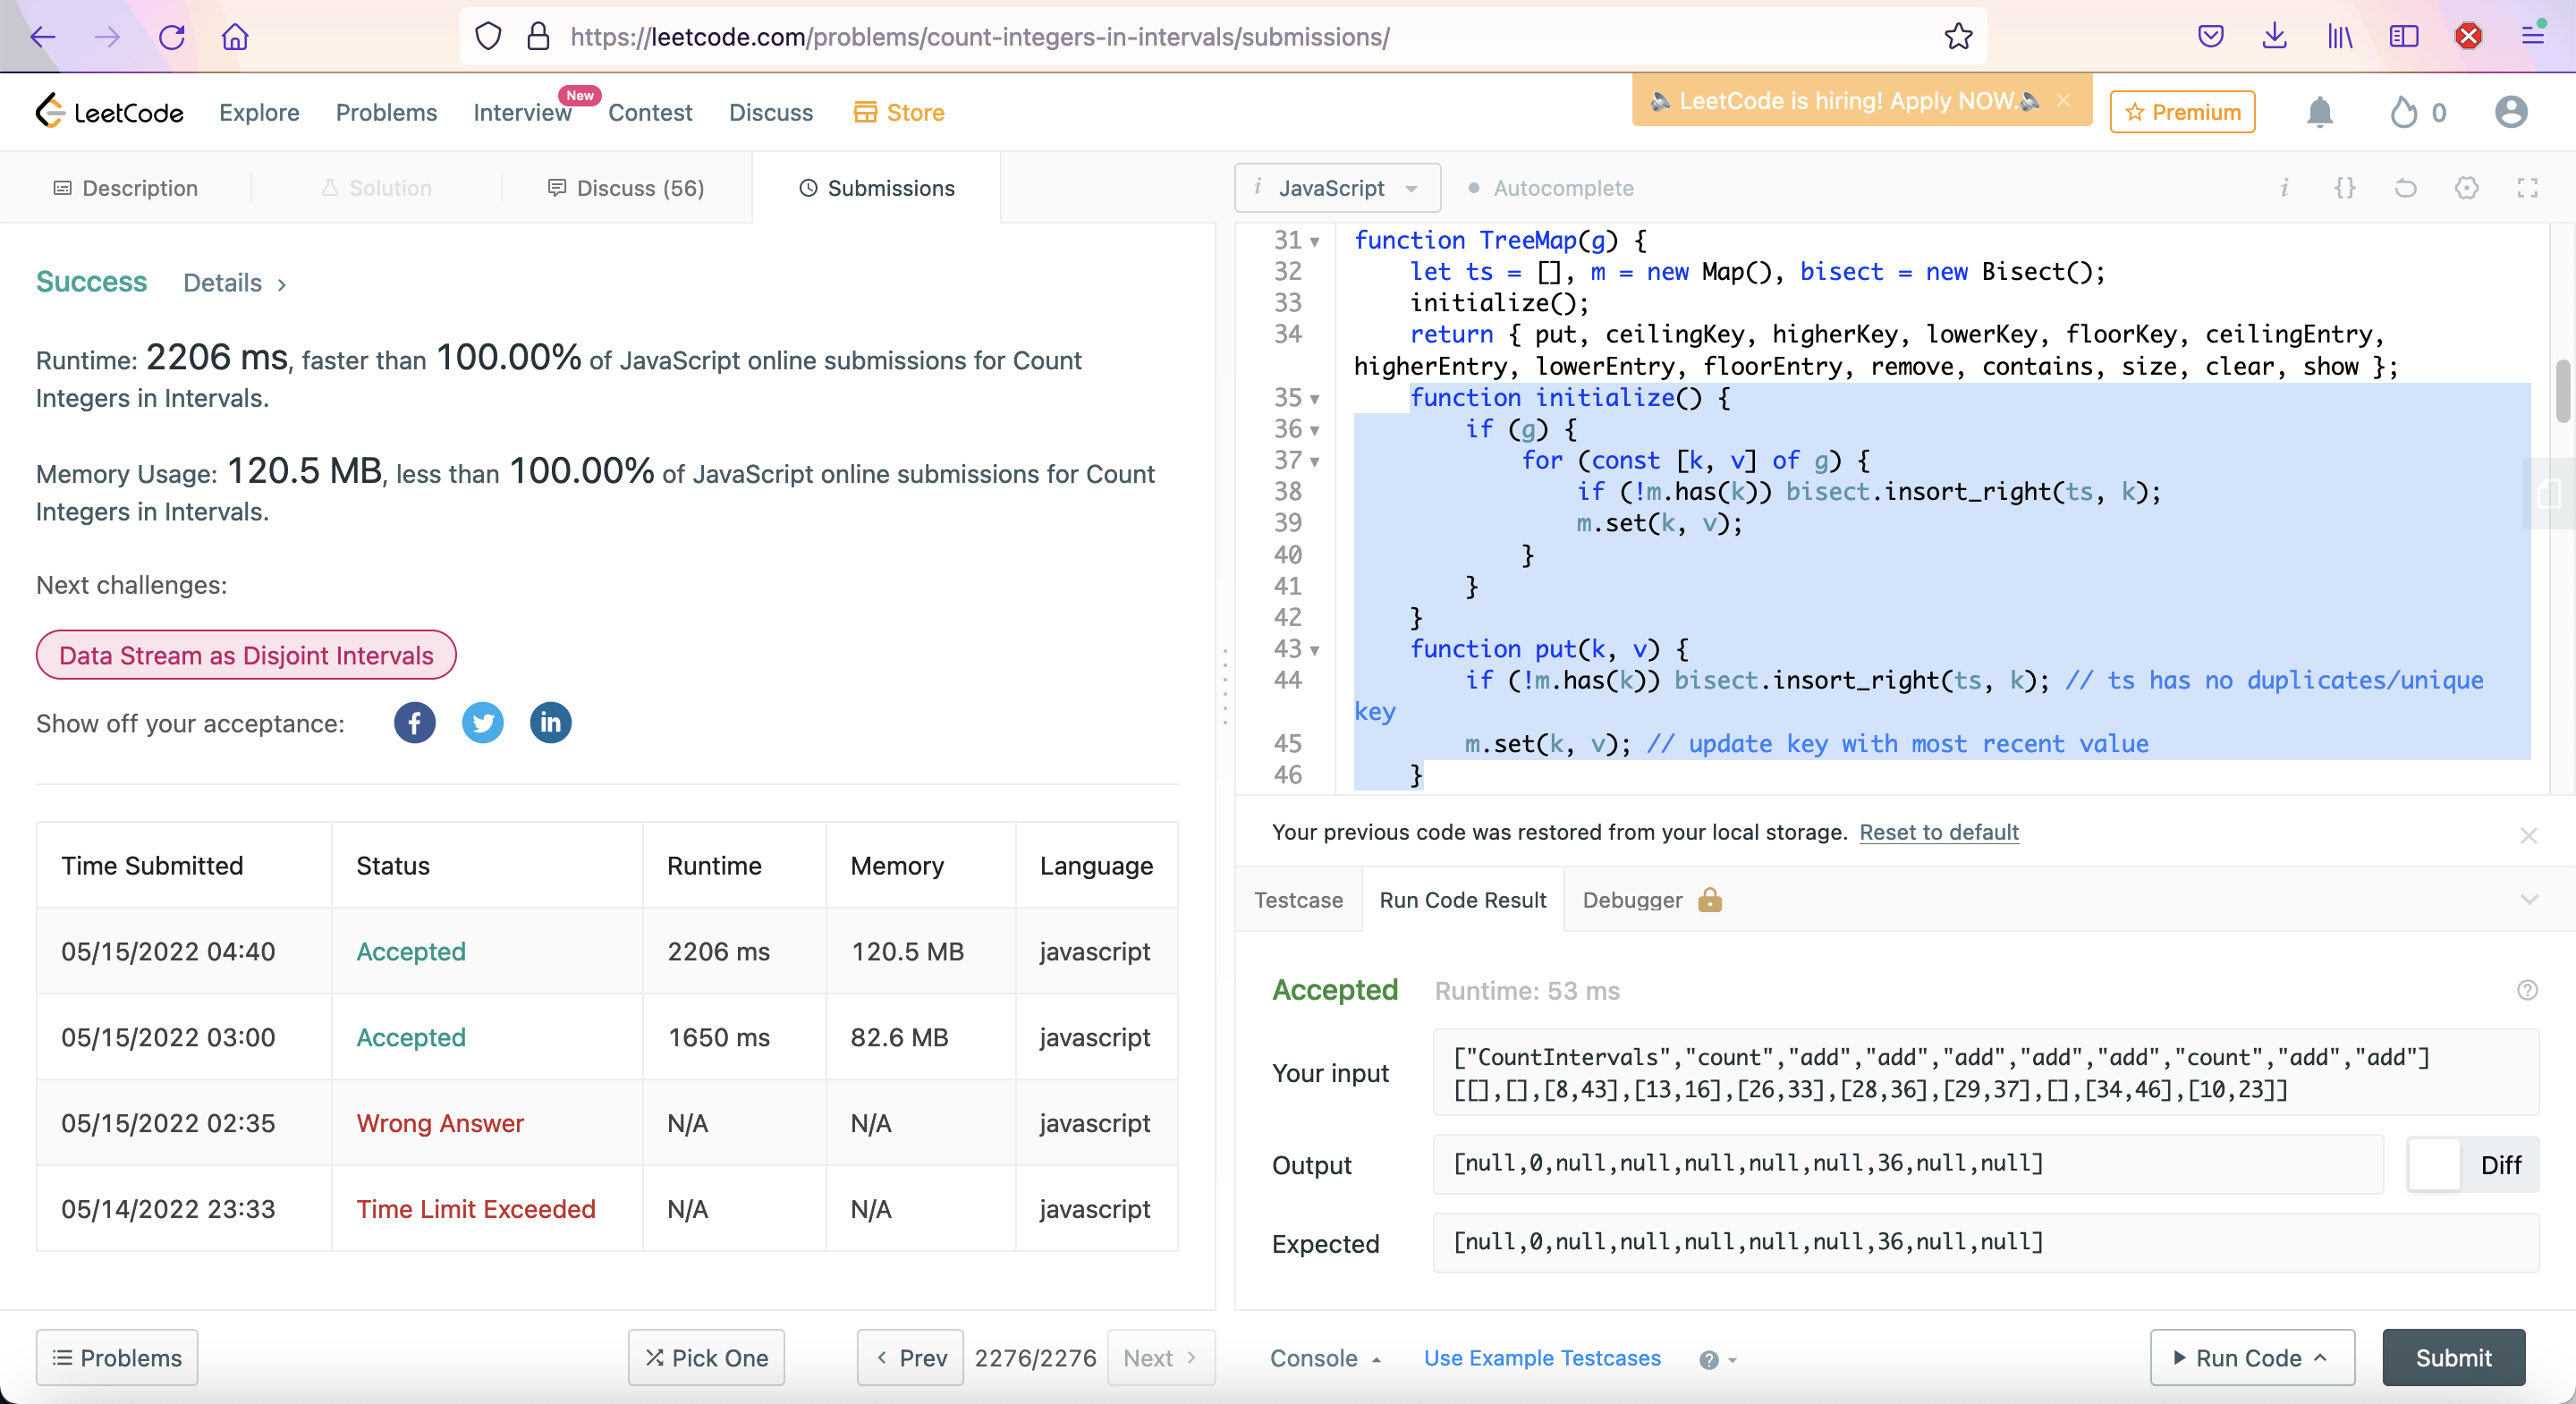 https://leetcode.com/problems/count-integers-in-intervals/submissions/
LeetCode Explore Problems Interview New Contest Discuss Store
LeetCode is hiring! Apply NOW. Premium 0
Description Solution Discuss (56) Submissions
i JavaScript Autocomplete i {}
Success Details >
Runtime: 2206 ms, faster than 100.00% of JavaScript online submissions for Count
Integers in Intervals.
Memory Usage: 120.5 MB, less than 100.00% of JavaScript online submissions for Count
Integers in Intervals.
Next challenges:
Data Stream as Disjoint Intervals
Show off your acceptance: f in
Time Submitted Status Runtime Memory Language
05/15/2022 04:40 Accepted 2206 ms 120.5 MB javascript
05/15/2022 03:00 Accepted 1650 ms 82.6 MB javascript
05/15/2022 02:35 Wrong Answer N/A N/A javascript
05/14/2022 23:33 Time Limit Exceeded N/A N/A javascript
31 function TreeMap(g) {
32 let ts = [], m = new Map(), bisect = new Bisect();
33 initialize();
34 return { put, ceilingKey, higherKey, lowerKey, floorKey, ceilingEntry,
higherEntry, lowerEntry, floorEntry, remove, contains, size, clear, show };
35 function initialize() {
36 if (g) {
37 for (const [k, v] of g) {
38 if (!m.has(k)) bisect.insort_right(ts, k);
39 m.set(k, v);
40 }
41 }
42 }
43 function put(k, v) {
44 if (!m.has(k)) bisect.insort_right(ts, k); // ts has no duplicates/unique
key
45 m.set(k, v); // update key with most recent value
46 }
Your previous code was restored from your local storage. Reset to default
Testcase Run Code Result Debugger
Accepted Runtime: 53 ms
Your input
["CountIntervals","count","add","add","add","add","add","count","add","add"]
[[],[],[8,43],[13,16],[26,33],[28,36],[29,37],[],[34,46],[10,23]]
Output [null,0,null,null,null,null,null,36,null,null] Diff
Expected [null,0,null,null,null,null,null,36,null,null]
Problems Pick One < Prev 2276/2276 Next >
Console Use Example Testcases ? Run Code Submit